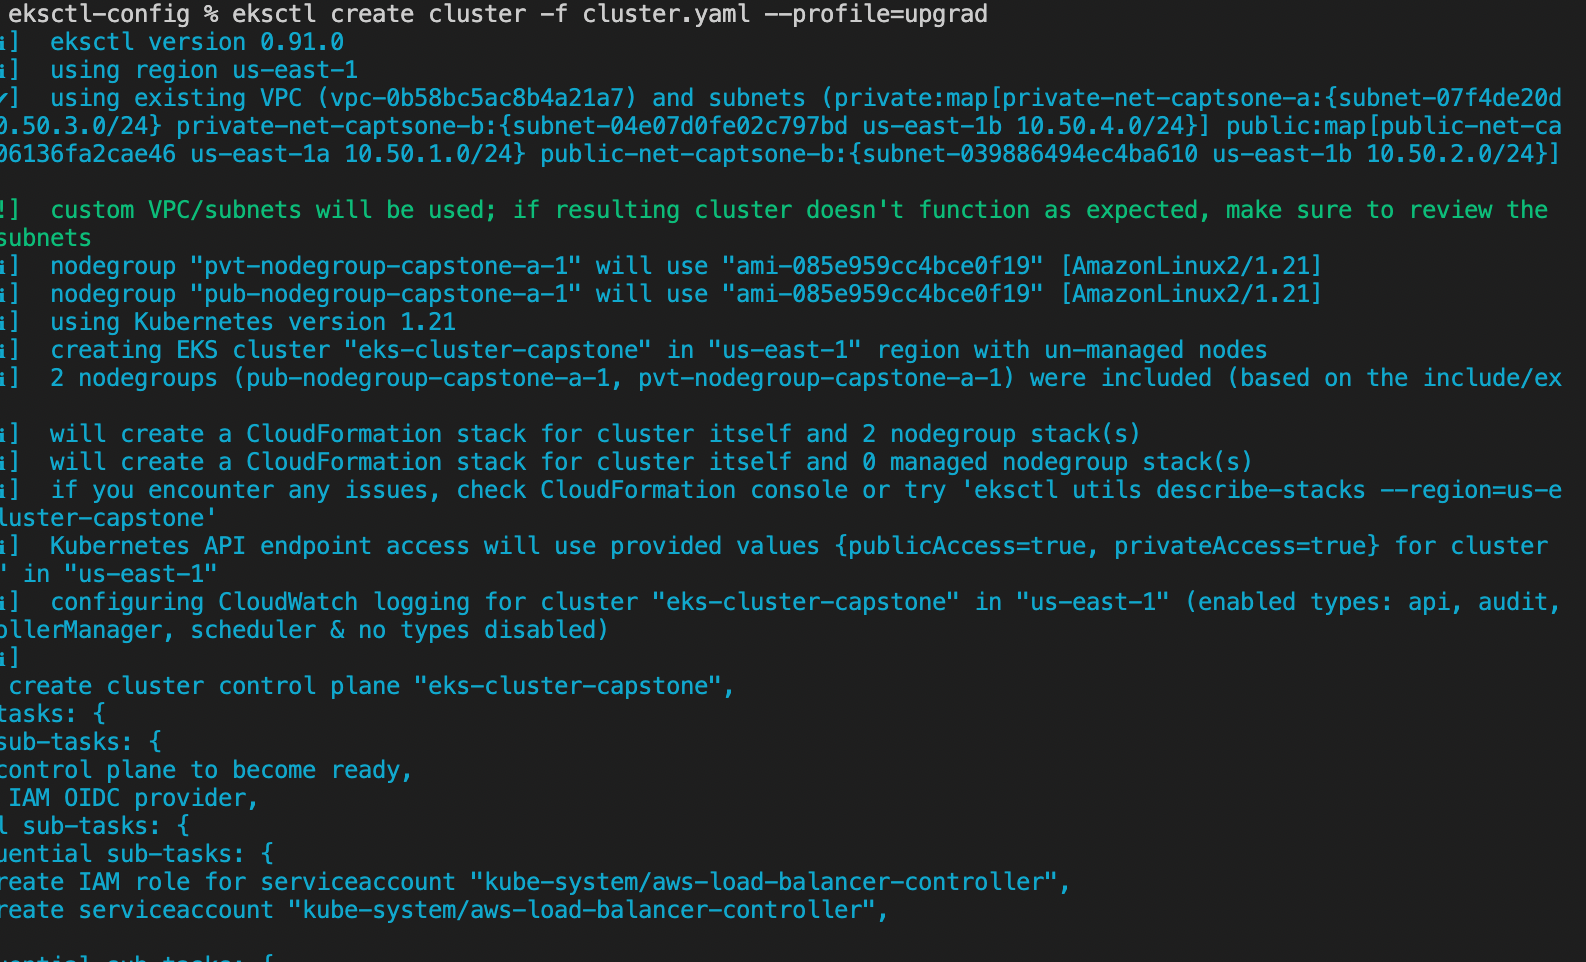 eksctl-config % eksctl create cluster -f cluster.yaml --profile=upgrad
ℹ]  eksctl version 0.91.0
ℹ]  using region us-east-1
✔]  using existing VPC (vpc-0b58bc5ac8b4a21a7) and subnets (private:map[private-net-captsone-a:{subnet-07f4de20d
0.50.3.0/24} private-net-captsone-b:{subnet-04e07d0fe02c797bd us-east-1b 10.50.4.0/24}] public:map[public-net-ca
06136fa2cae46 us-east-1a 10.50.1.0/24} public-net-captsone-b:{subnet-039886494ec4ba610 us-east-1b 10.50.2.0/24}]
!]  custom VPC/subnets will be used; if resulting cluster doesn't function as expected, make sure to review the
subnets
ℹ]  nodegroup "pvt-nodegroup-capstone-a-1" will use "ami-085e959cc4bce0f19" [AmazonLinux2/1.21]
ℹ]  nodegroup "pub-nodegroup-capstone-a-1" will use "ami-085e959cc4bce0f19" [AmazonLinux2/1.21]
ℹ]  using Kubernetes version 1.21
ℹ]  creating EKS cluster "eks-cluster-capstone" in "us-east-1" region with un-managed nodes
ℹ]  2 nodegroups (pub-nodegroup-capstone-a-1, pvt-nodegroup-capstone-a-1) were included (based on the include/ex
ℹ]  will create a CloudFormation stack for cluster itself and 2 nodegroup stack(s)
ℹ]  will create a CloudFormation stack for cluster itself and 0 managed nodegroup stack(s)
ℹ]  if you encounter any issues, check CloudFormation console or try 'eksctl utils describe-stacks --region=us-e
luster-capstone'
ℹ]  Kubernetes API endpoint access will use provided values {publicAccess=true, privateAccess=true} for cluster
" in "us-east-1"
ℹ]  configuring CloudWatch logging for cluster "eks-cluster-capstone" in "us-east-1" (enabled types: api, audit,
ollerManager, scheduler & no types disabled)
ℹ]
create cluster control plane "eks-cluster-capstone",
tasks: {
sub-tasks: {
control plane to become ready,
IAM OIDC provider,
l sub-tasks: {
uential sub-tasks: {
reate IAM role for serviceaccount "kube-system/aws-load-balancer-controller",
reate serviceaccount "kube-system/aws-load-balancer-controller",
uential sub-tasks: {